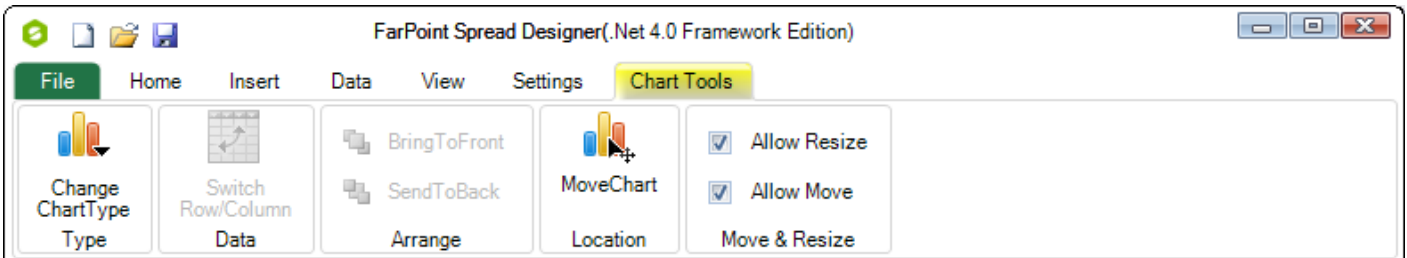 FarPoint Spread Designer(.Net 4.0 Framework Edition)
File Home Insert Data View Settings Chart Tools
Change
ChartType
Type
Switch
Row/Column
Data
BringToFront
SendToBack
Arrange
MoveChart
Location
Allow Resize
Allow Move
Move & Resize